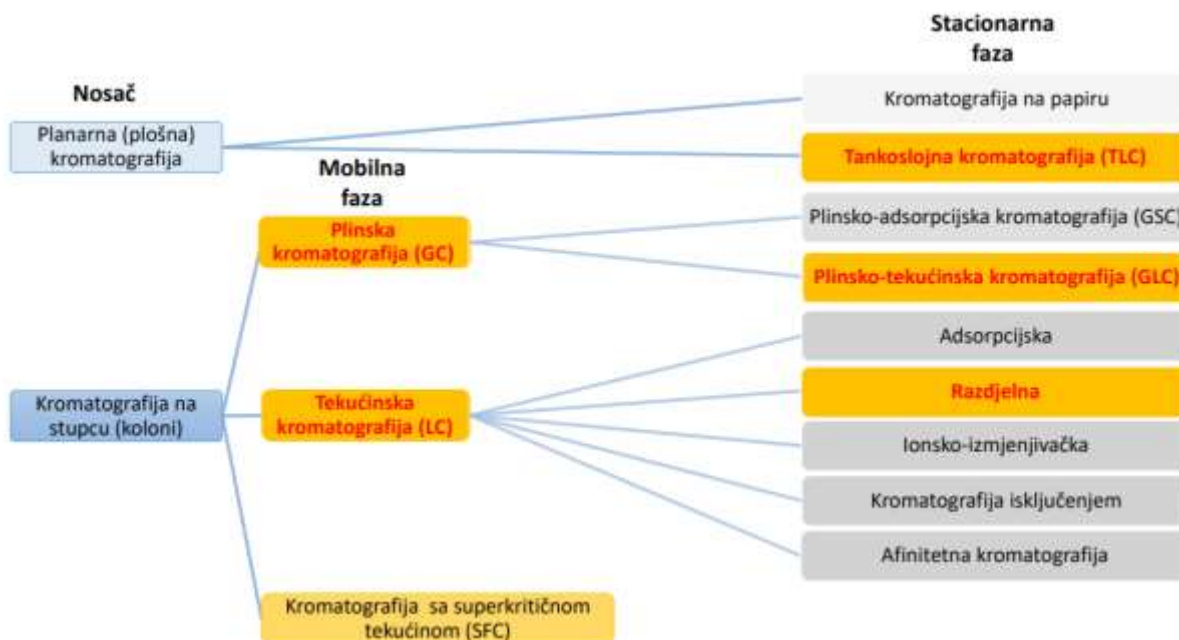 Stacionarna
faza
Nosač
Kromatografija na papiru
Planarna (plošna)
kromatografija
Tankoslojna kromatografija (TLC)
Mobilna
faza
Plinska
kromatografija (GC)
Plinsko-adsorpcijska kromatografija (GSC)
Plinsko-tekućinska kromatografija (GLC)
Adsorpcijska
Kromatografija na
stupcu (koloni)
Tekućinska
kromatografija (LC)
Razdjelna
Ionsko-izmjenjivačka
Kromatografija isključenjem
Afinitetna kromatografija
Kromatografija sa superkritičnom
tekućinom (SFC)